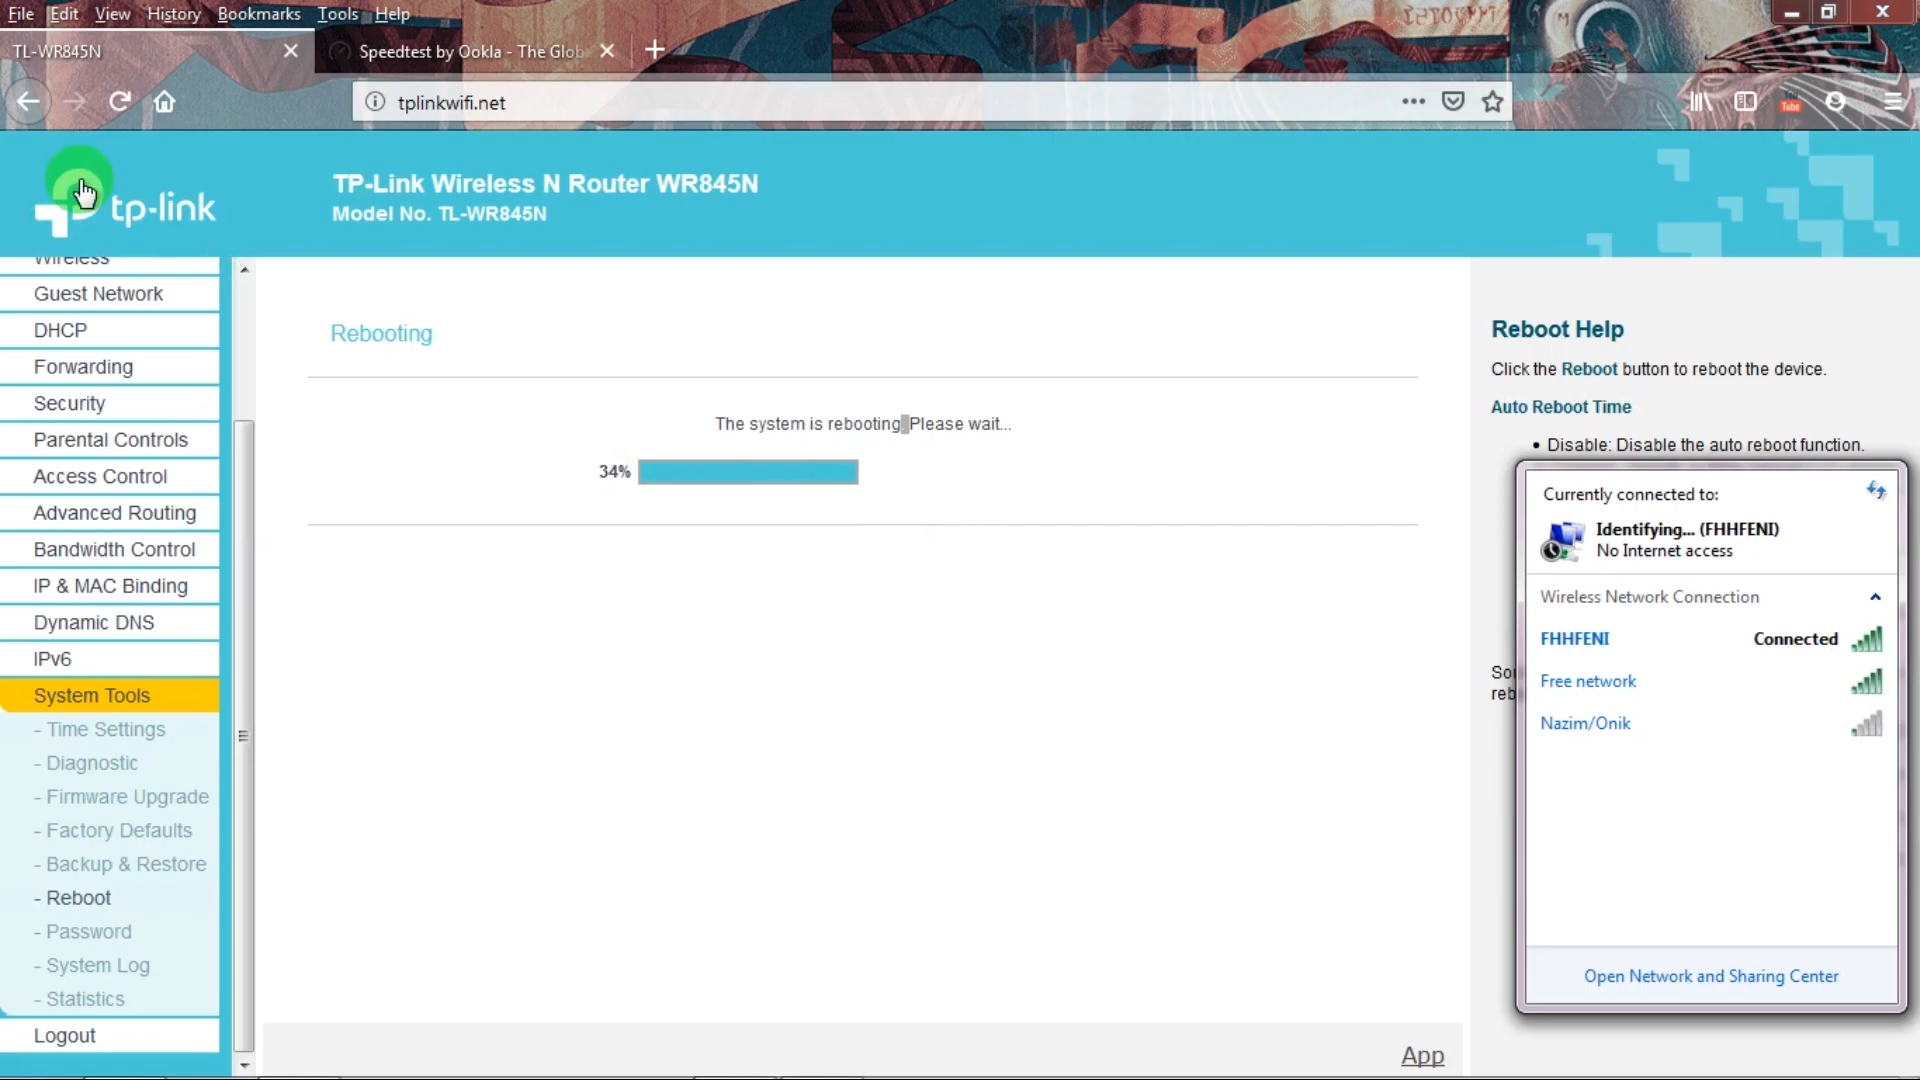 File Edit View History Bookmarks Tools Help
TL-WR845N
Speedtest by Ookla - The Glob
tplinkwifi.net
tp-link
TP-Link Wireless N Router WR845N
Model No. TL-WR845N
Wireless
Guest Network
DHCP
Forwarding
Security
Parental Controls
Access Control
Advanced Routing
Bandwidth Control
IP & MAC Binding
Dynamic DNS
IPv6
System Tools
- Time Settings
- Diagnostic
- Firmware Upgrade
- Factory Defaults
- Backup & Restore
- Reboot
- Password
- System Log
- Statistics
Logout
Rebooting
The system is rebooting Please wait...
34%
App
Reboot Help
Click the Reboot button to reboot the device.
Auto Reboot Time
• Disable: Disable the auto reboot function.
reb
Currently connected to:
Identifying... (FHHFENI)
No Internet access
Wireless Network Connection
FHHFENI Connected
Free network
Nazim/Onik
Open Network and Sharing Center